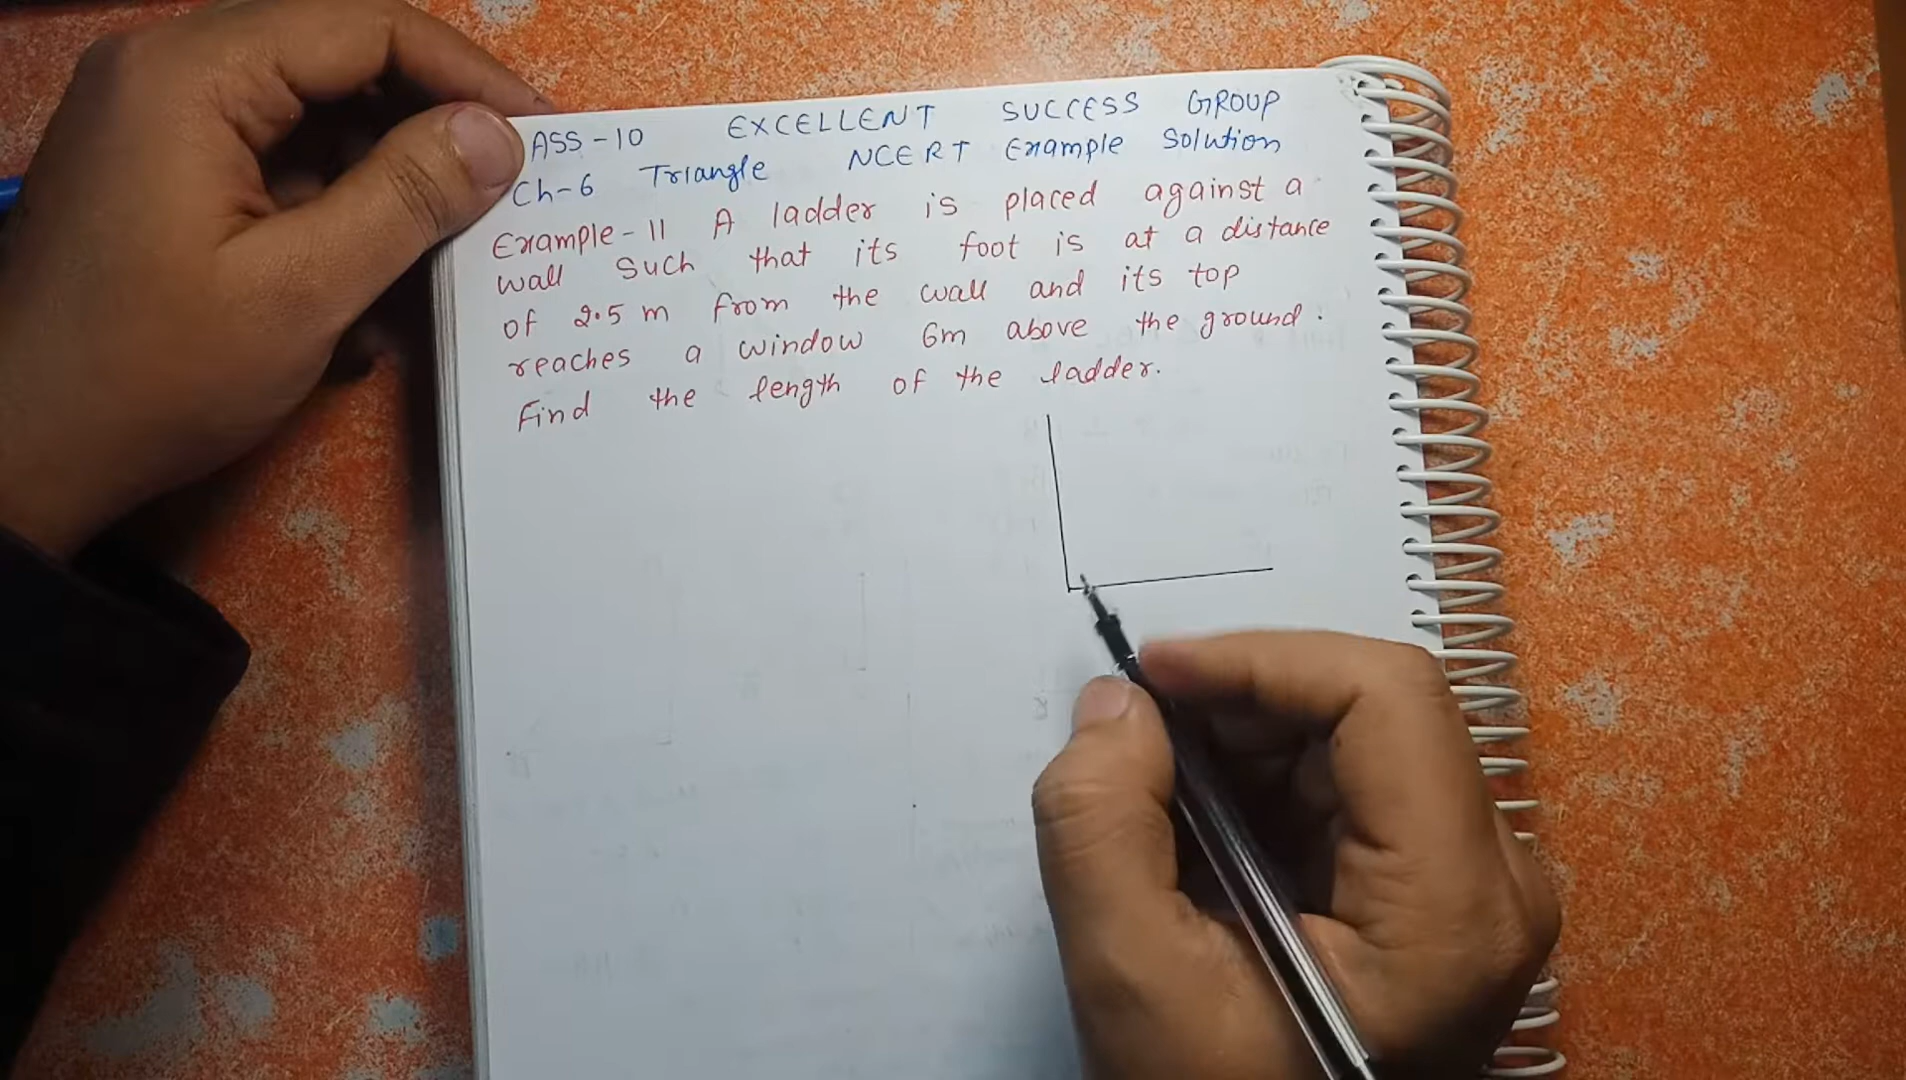 ASS-10 EXCELLENT SUCCESS GROUP
Ch-6 Triangle NCERT Example Solution
Example-11 A ladder is placed against a
wall Such that its foot is at a distance
of 2.5 m from the wall and its top
reaches a window 6m above the ground.
Find the length of the ladder.